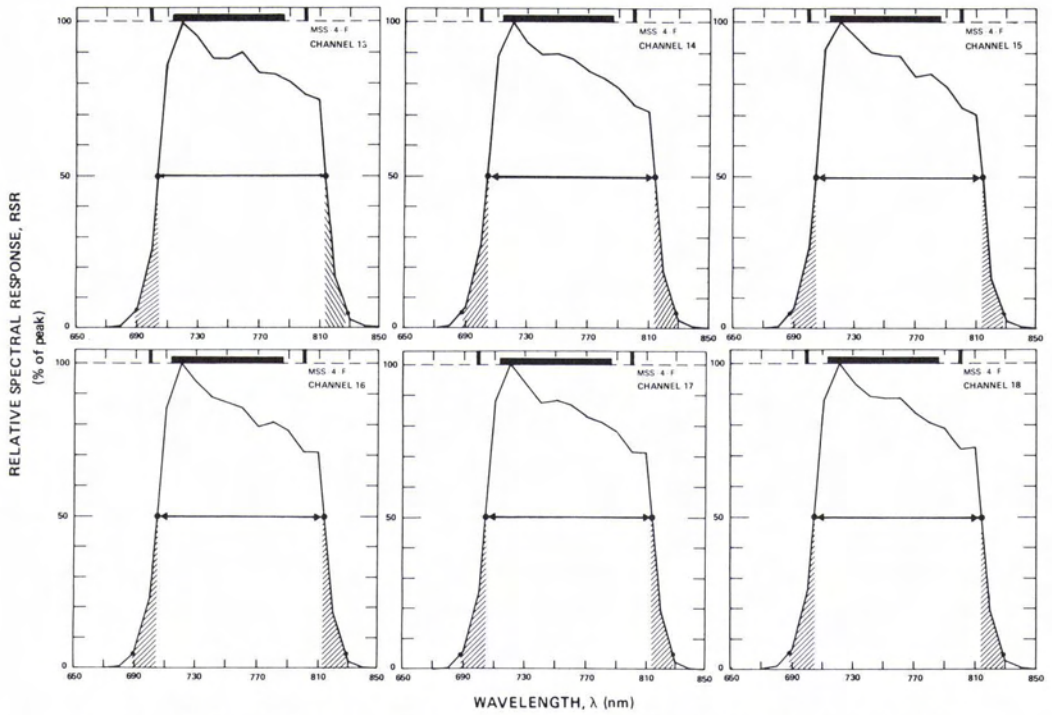 RELATIVE SPECTRAL RESPONSE, RSR
(% of peak)
100
50
0
MSS 4-F
CHANNEL 13
650 690 730 770 810 850
100
50
0
MSS 4-F
CHANNEL 14
690 730 770 810 850
100
50
0
MSS 4-F
CHANNEL 15
650 690 730 770 810 850
100
50
0
MSS 4-F
CHANNEL 16
650 690 730 770 810 850
100
50
0
MSS 4-F
CHANNEL 17
650 690 730 770 810 850
100
50
0
MSS 4-F
CHANNEL 18
650 690 730 770 810 850
WAVELENGTH, λ (nm)